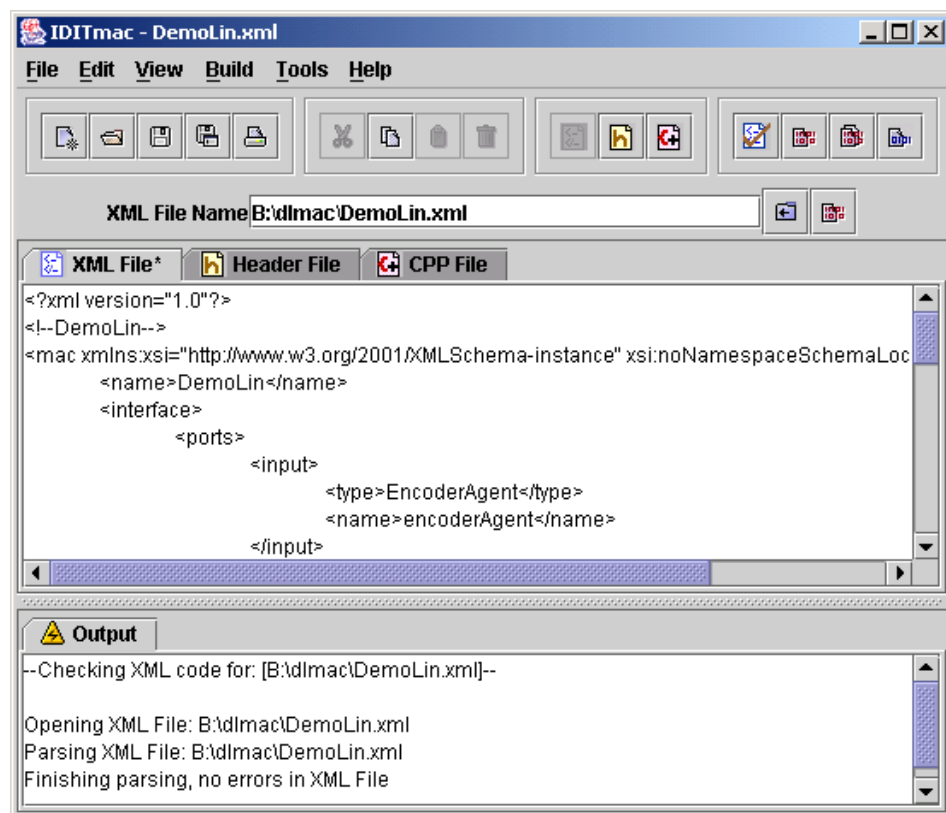 IDITmac - DemoLin.xml
File Edit View Build Tools Help
XML File Name B:\dlmac\DemoLin.xml
XML File* Header File CPP File
<?xml version="1.0"?>
<!--DemoLin-->
<mac xmlns:xsi="http://www.w3.org/2001/XMLSchema-instance" xsi:noNamespaceSchemaLoc
<name>DemoLin</name>
<interface>
<ports>
<input>
<type>EncoderAgent</type>
<name>encoderAgent</name>
</input>
Output
--Checking XML code for: [B:\dlmac\DemoLin.xml]--
Opening XML File: B:\dlmac\DemoLin.xml
Parsing XML File: B:\dlmac\DemoLin.xml
Finishing parsing, no errors in XML File